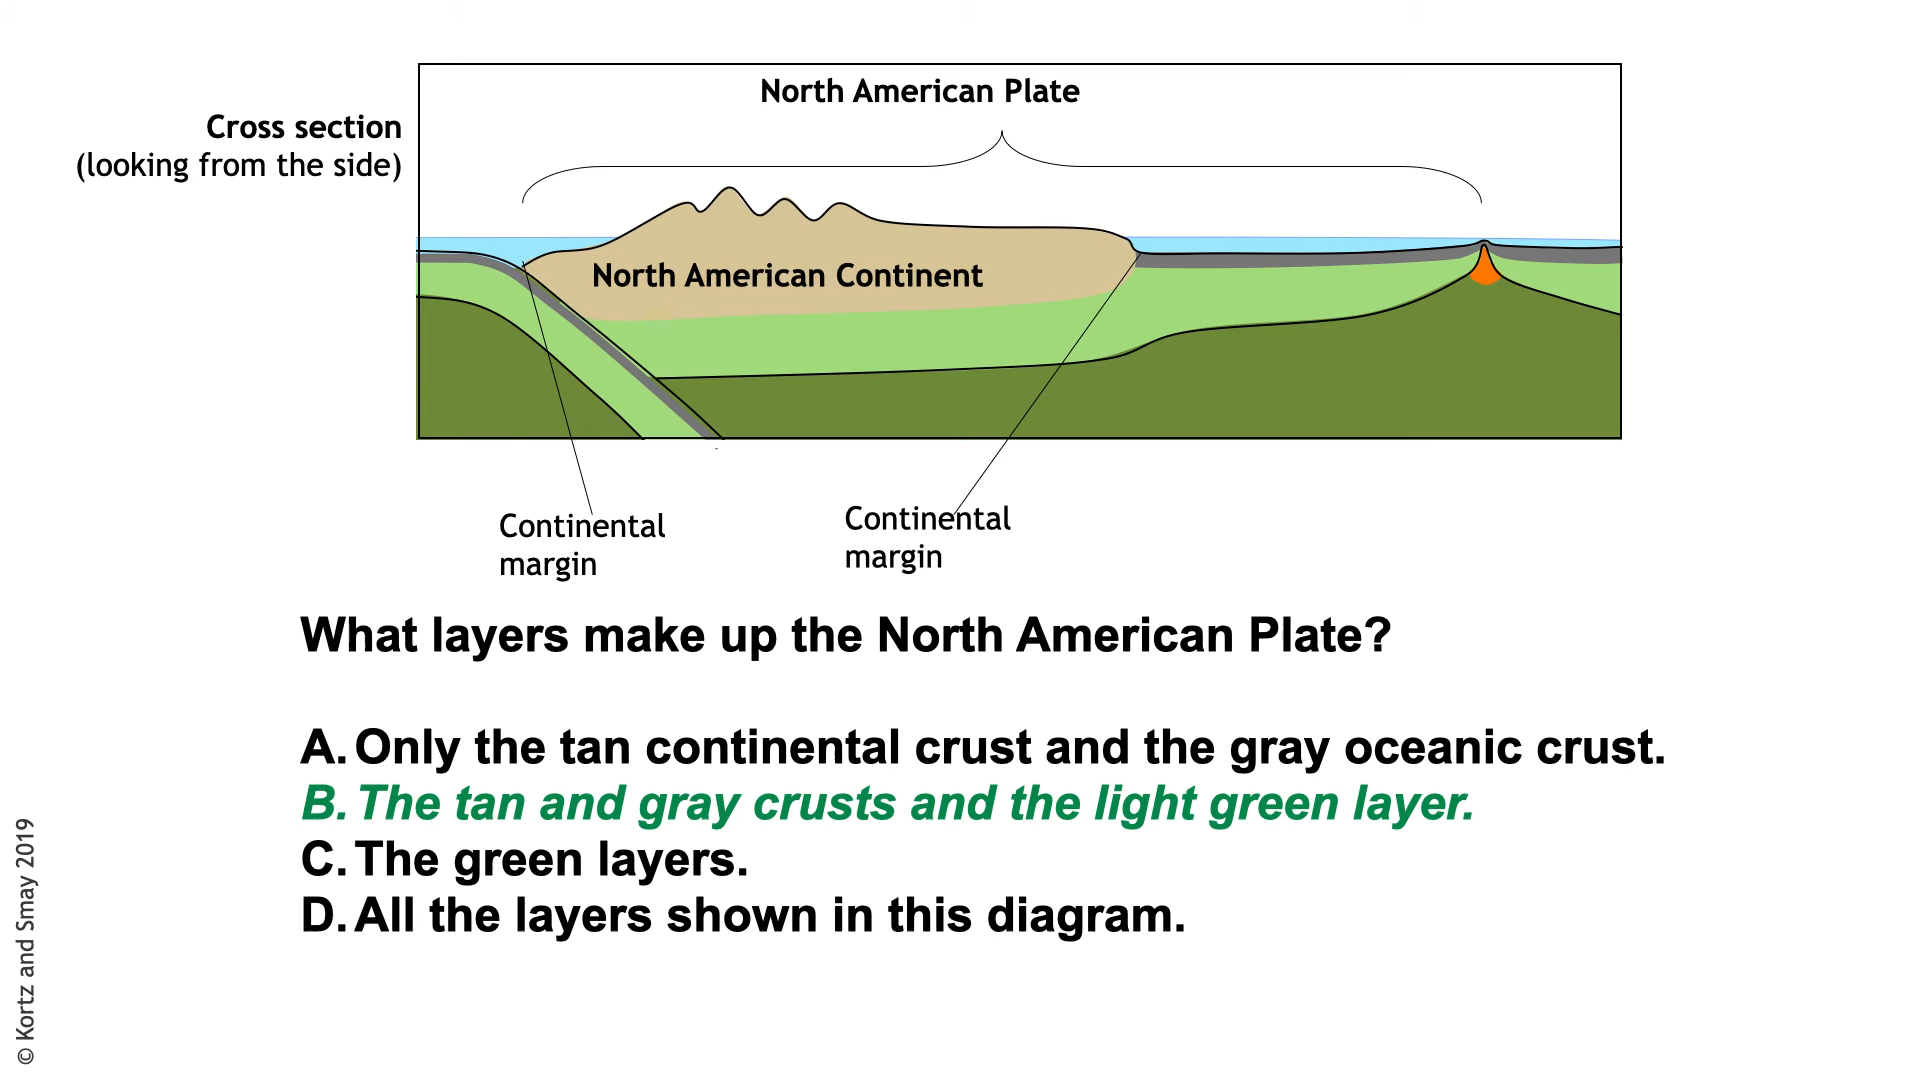 North American Plate
Cross section
(looking from the side)
North American Continent
Continental
margin
Continental
margin
What layers make up the North American Plate?
A. Only the tan continental crust and the gray oceanic crust.
B. The tan and gray crusts and the light green layer.
C. The green layers.
D. All the layers shown in this diagram.
© Kortz and Smay 2019